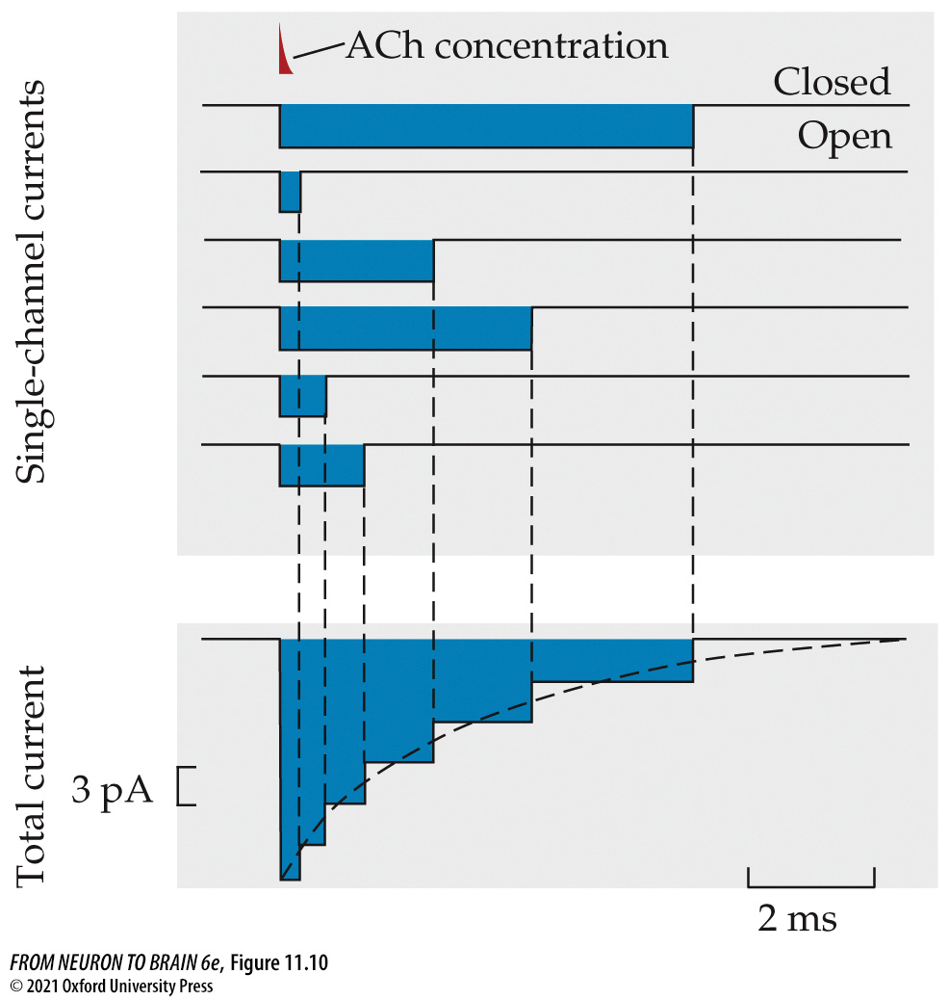 ACh concentration
Closed
Open
Single-channel currents
Total current
3 pA
2 ms
FROM NEURON TO BRAIN 6e, Figure 11.10
© 2021 Oxford University Press